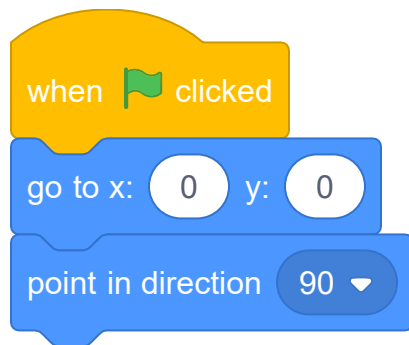 when clicked
go to x: 0 y: 0
point in direction 90